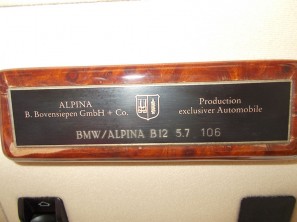 ALPINA
B. Bovensiepen GmbH + Co.
Production
exclusiver Automobile
BMW/ALPINA B12 5.7 106